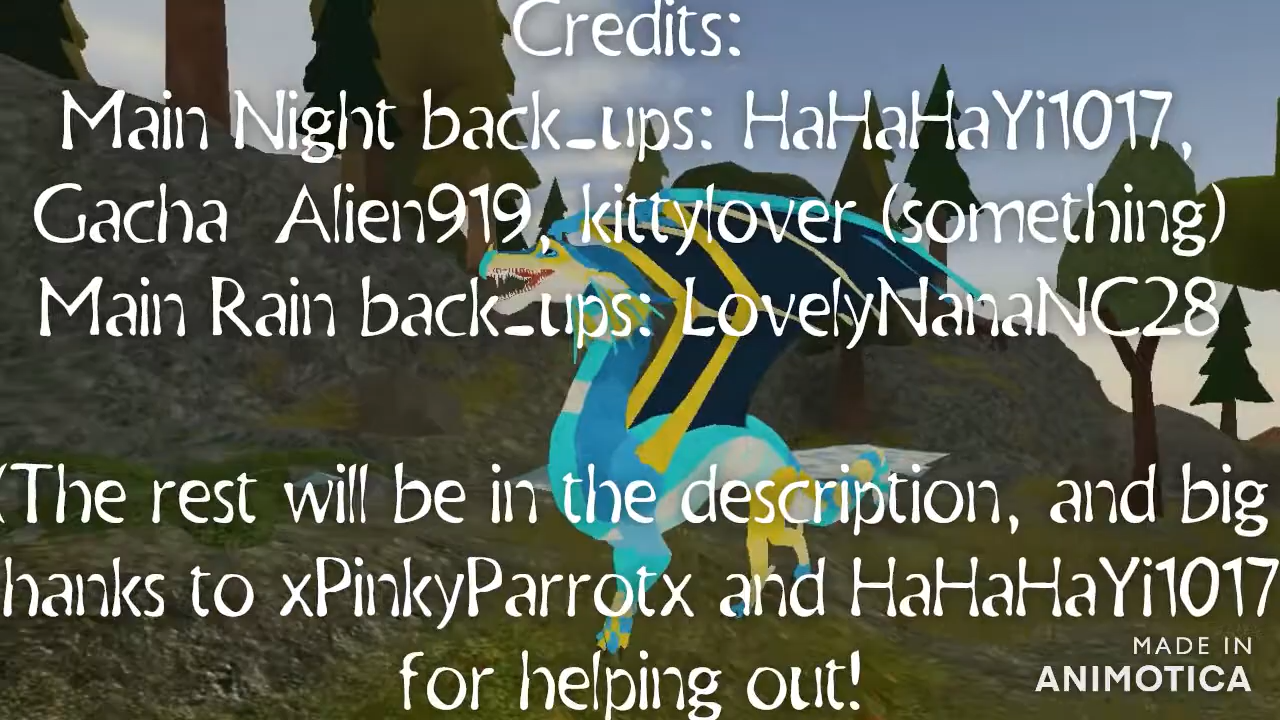 Credits:
Main Night back_ups: HaHaHaYi1017,
Gacha Alien919, kittylover (something)
Main Rain back_ups: LovelyNanaNC28
(The rest will be in the description, and big
hanks to xPinkyParrotx and HaHaHaYi1017
for helping out!
MADE IN
ANIMOTICA